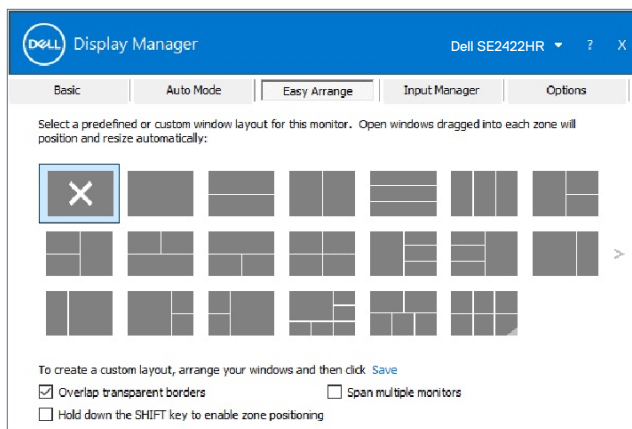 DELL Display Manager Dell SE2422HR ? X
Basic Auto Mode Easy Arrange Input Manager Options
Select a predefined or custom window layout for this monitor. Open windows dragged into each zone will
position and resize automatically:
>
To create a custom layout, arrange your windows and then click Save
Overlap transparent borders Span multiple monitors
Hold down the SHIFT key to enable zone positioning